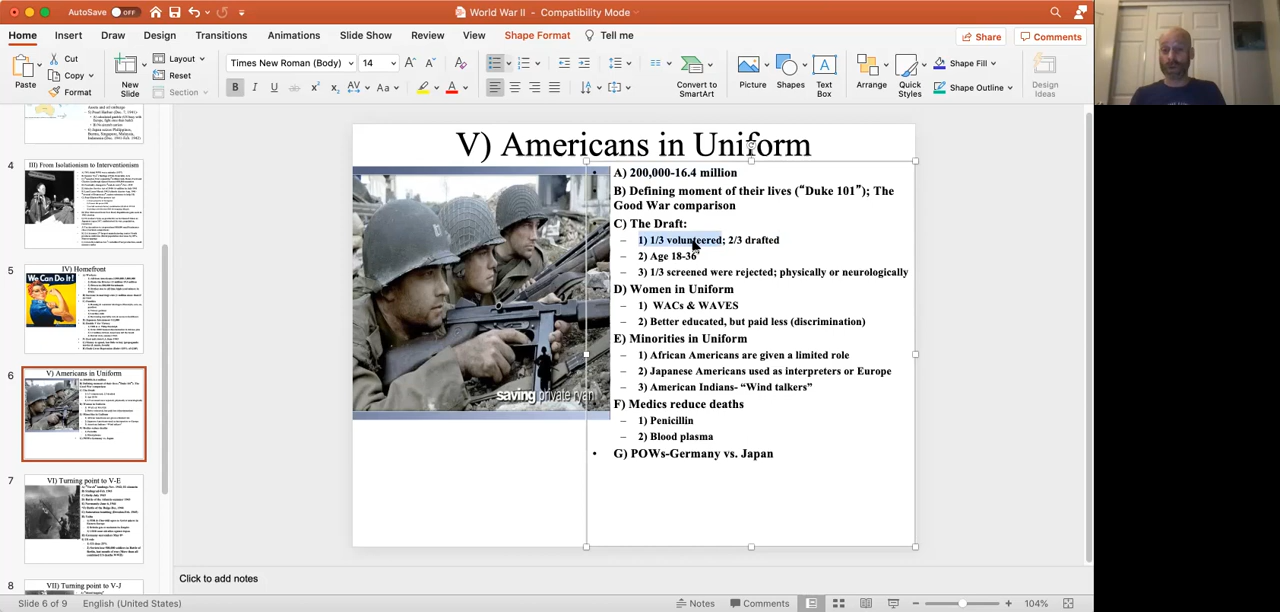 AutoSave OFF
World War II - Compatibility Mode
Home Insert Draw Design Transitions Animations Slide Show Review View Shape Format Tell me
Share Comments
Paste
Cut
Copy
Format
New Slide
Layout
Reset
Section
Times New Roman (Body) 14
Convert to SmartArt
Picture
Shapes
Text Box
Arrange
Quick Styles
Shape Fill
Shape Outline
Design Ideas
4
III) From Isolationism to Interventionism
5
IV) Homefront
We Can Do It!
6
V) Americans in Uniform
7
VI) Turning point to V-E
8
VII) Turning point to V-J
V) Americans in Uniform
saving private ryan
• A) 200,000-16.4 million
B) Defining moment of their lives (“Duke 101”); The
Good War comparison
C) The Draft:
– 1) 1/3 volunteered; 2/3 drafted
– 2) Age 18-36
– 3) 1/3 screened were rejected; physically or neurologically
D) Women in Uniform
– 1) WACs & WAVES
– 2) Better educated, but paid less (discrimination)
E) Minorities in Uniform
– 1) African Americans are given a limited role
– 2) Japanese Americans used as interpreters or Europe
– 3) American Indians- “Wind talkers”
F) Medics reduce deaths
– 1) Penicillin
– 2) Blood plasma
• G) POWs-Germany vs. Japan
Click to add notes
Slide 6 of 9 English (United States) Notes Comments 104%